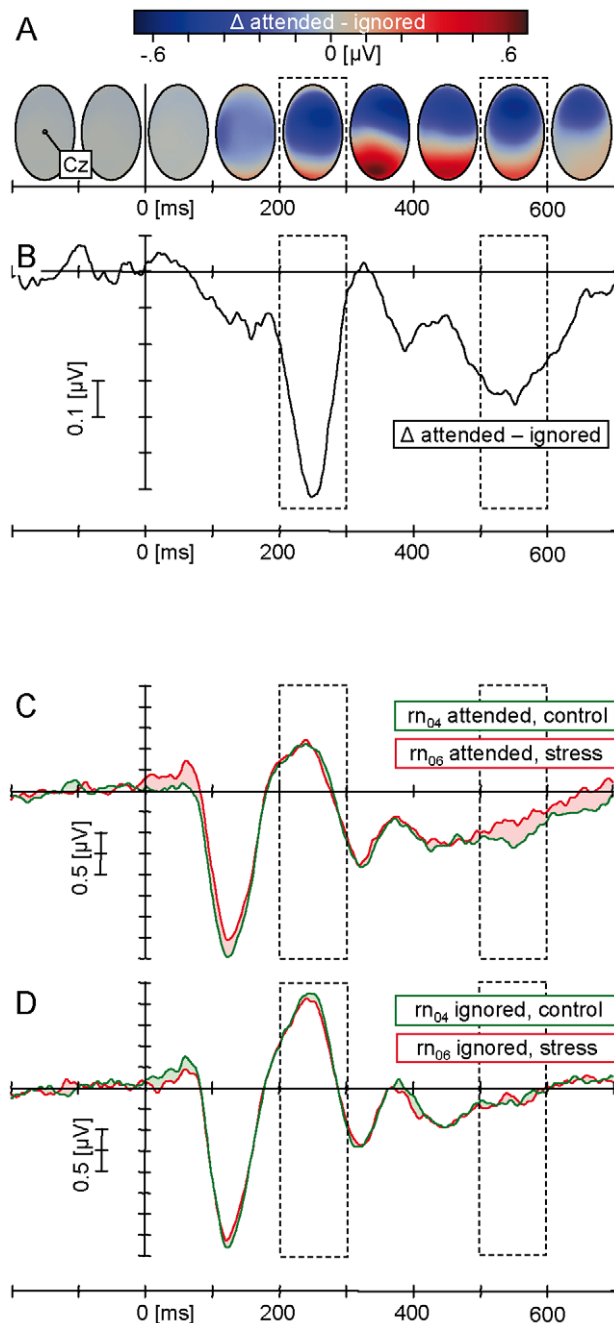 A
Δ attended - ignored
-.6 0 [µV] .6
Cz
0 [ms] 200 400 600
B
0.1 [µV]
Δ attended – ignored
0 [ms] 200 400 600
C
rn₀₄ attended, control
rn₀₆ attended, stress
0.5 [µV]
D
rn₀₄ ignored, control
rn₀₆ ignored, stress
0.5 [µV]
0 [ms] 200 400 600